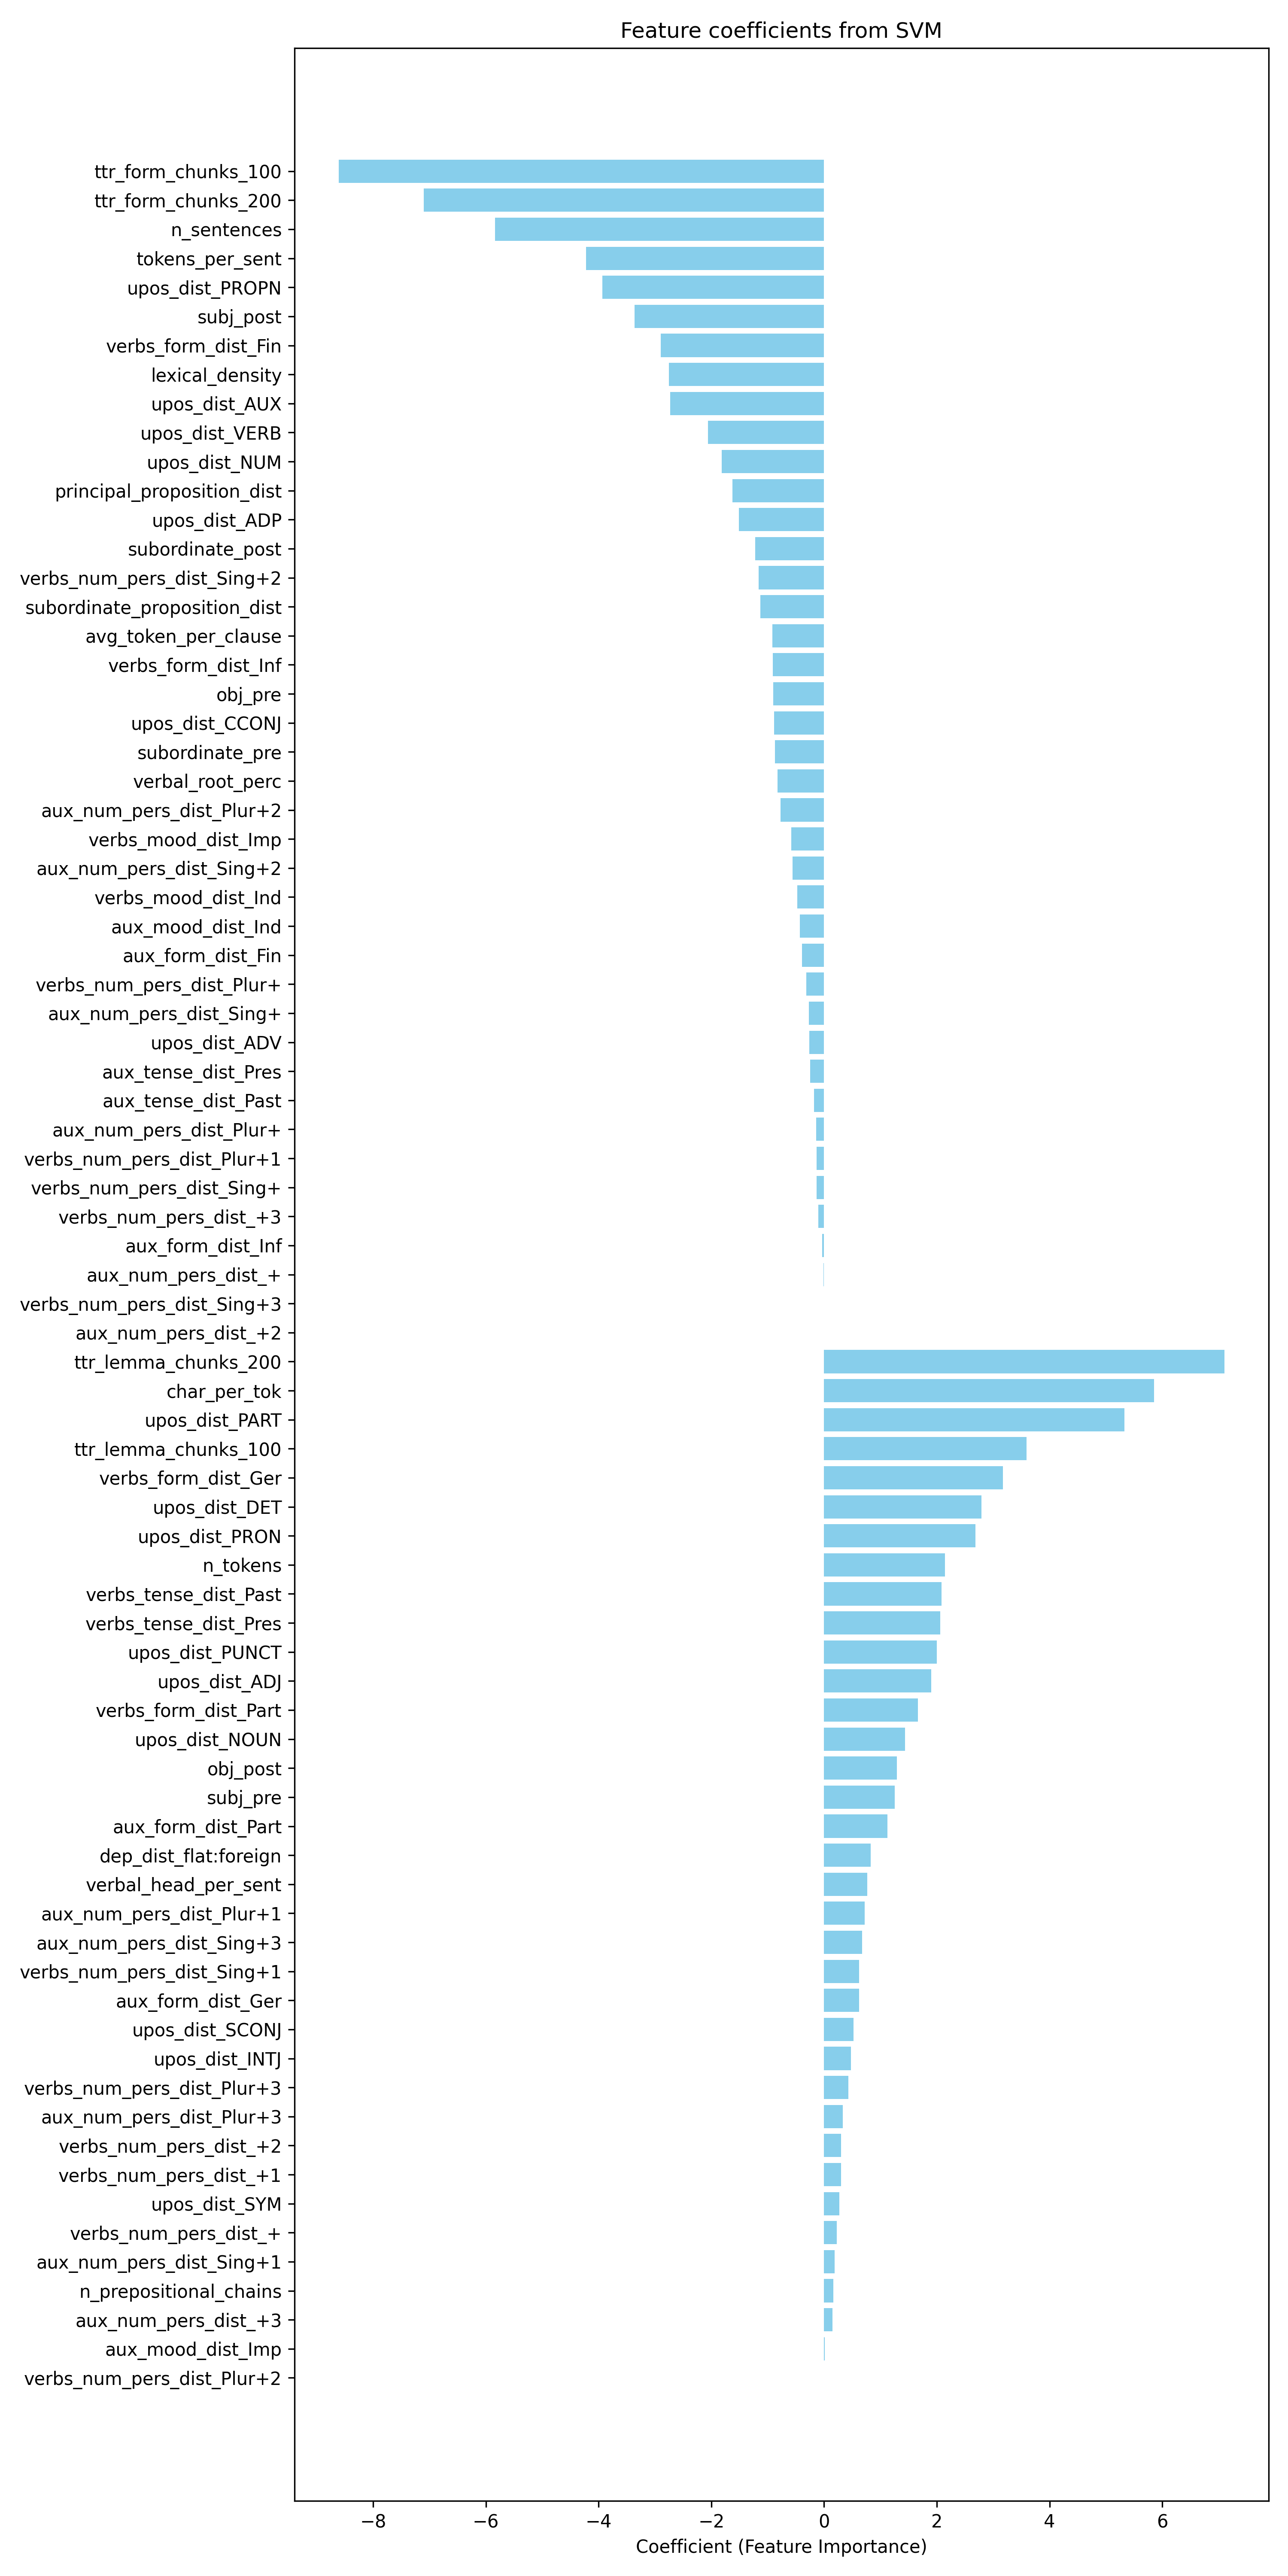 Feature coefficients from SVM
ttr_form_chunks_100
ttr_form_chunks_200
n_sentences
tokens_per_sent
upos_dist_PROPN
subj_post
verbs_form_dist_Fin
lexical_density
upos_dist_AUX
upos_dist_VERB
upos_dist_NUM
principal_proposition_dist
upos_dist_ADP
subordinate_post
verbs_num_pers_dist_Sing+2
subordinate_proposition_dist
avg_token_per_clause
verbs_form_dist_Inf
obj_pre
upos_dist_CCONJ
subordinate_pre
verbal_root_perc
aux_num_pers_dist_Plur+2
verbs_mood_dist_Imp
aux_num_pers_dist_Sing+2
verbs_mood_dist_Ind
aux_mood_dist_Ind
aux_form_dist_Fin
verbs_num_pers_dist_Plur+
aux_num_pers_dist_Sing+
upos_dist_ADV
aux_tense_dist_Pres
aux_tense_dist_Past
aux_num_pers_dist_Plur+
verbs_num_pers_dist_Plur+1
verbs_num_pers_dist_Sing+
verbs_num_pers_dist_+3
aux_form_dist_Inf
aux_num_pers_dist_+
verbs_num_pers_dist_Sing+3
aux_num_pers_dist_+2
ttr_lemma_chunks_200
char_per_tok
upos_dist_PART
ttr_lemma_chunks_100
verbs_form_dist_Ger
upos_dist_DET
upos_dist_PRON
n_tokens
verbs_tense_dist_Past
verbs_tense_dist_Pres
upos_dist_PUNCT
upos_dist_ADJ
verbs_form_dist_Part
upos_dist_NOUN
obj_post
subj_pre
aux_form_dist_Part
dep_dist_flat:foreign
verbal_head_per_sent
aux_num_pers_dist_Plur+1
aux_num_pers_dist_Sing+3
verbs_num_pers_dist_Sing+1
aux_form_dist_Ger
upos_dist_SCONJ
upos_dist_INTJ
verbs_num_pers_dist_Plur+3
aux_num_pers_dist_Plur+3
verbs_num_pers_dist_+2
verbs_num_pers_dist_+1
upos_dist_SYM
verbs_num_pers_dist_+
aux_num_pers_dist_Sing+1
n_prepositional_chains
aux_num_pers_dist_+3
aux_mood_dist_Imp
verbs_num_pers_dist_Plur+2
−8 −6 −4 −2 0 2 4 6
Coefficient (Feature Importance)